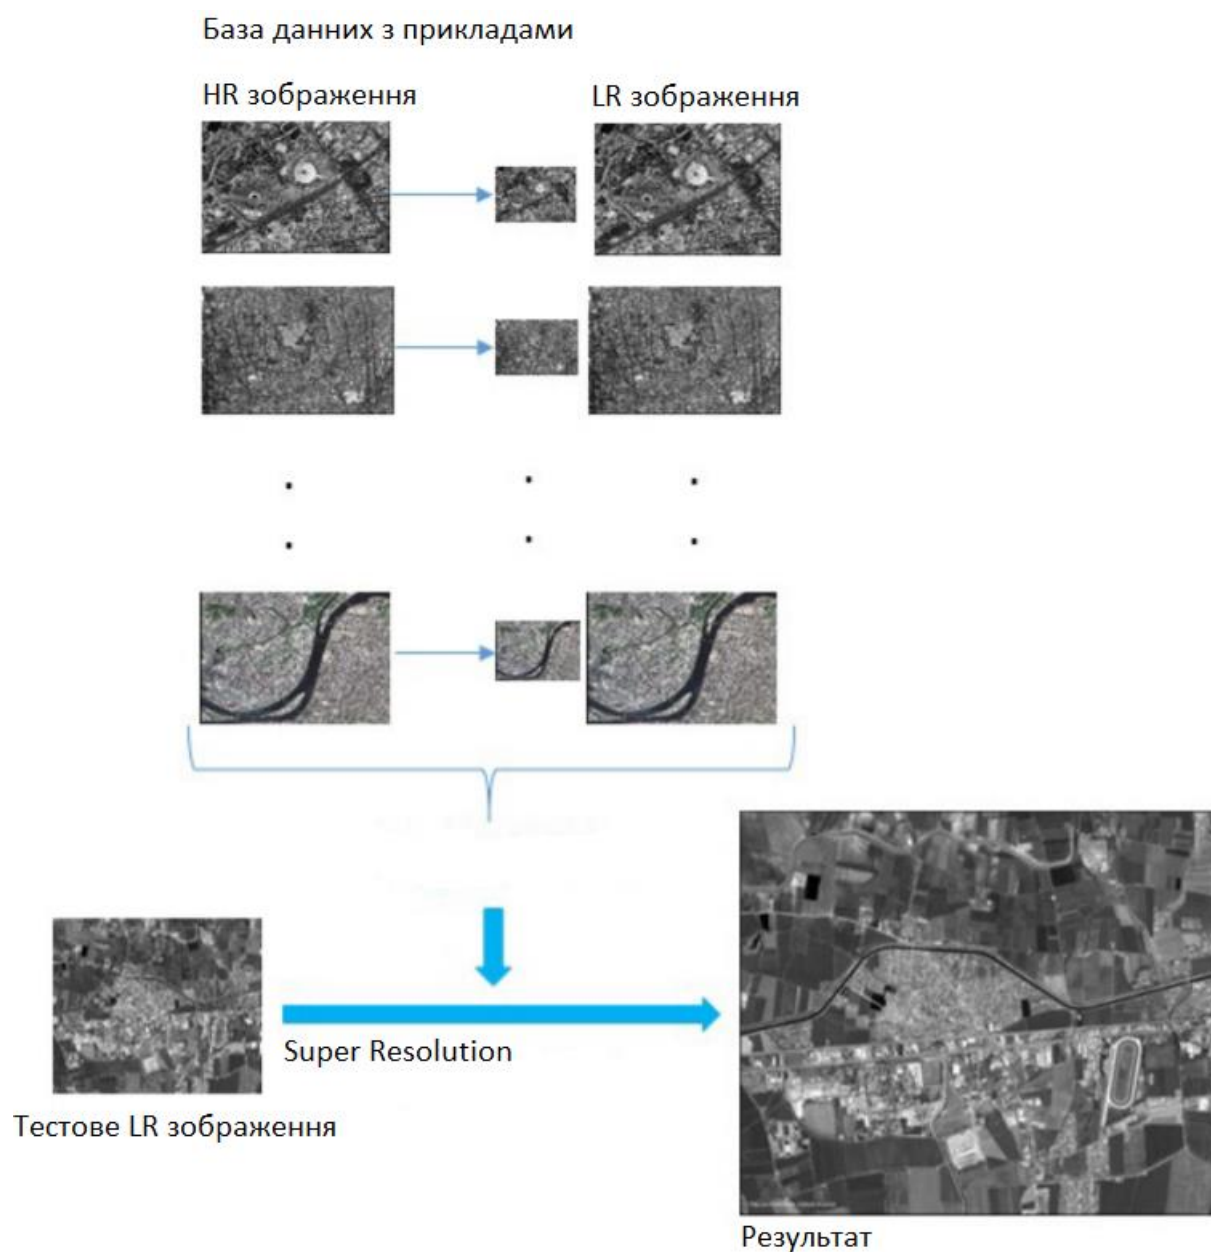 База данних з прикладами
HR зображення
LR зображення
Super Resolution
Тестове LR зображення
Результат